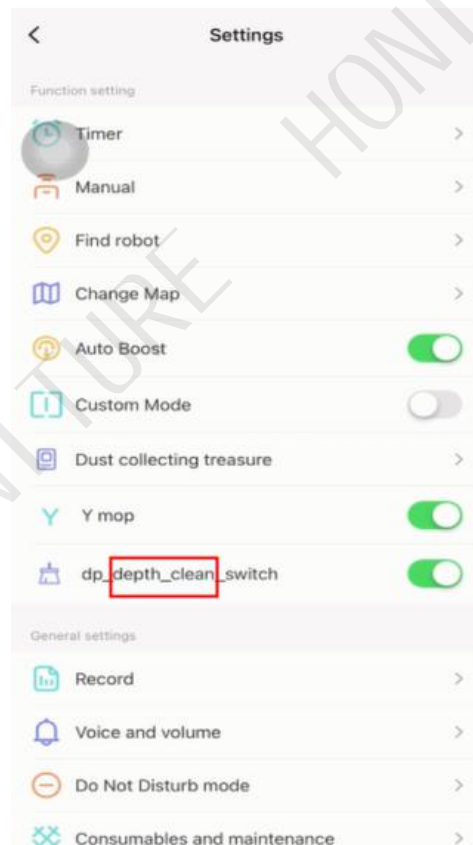 Settings
Function setting
Timer
Manual
Find robot
Change Map
Auto Boost
Custom Mode
Dust collecting treasure
Y mop
dp_depth_clean_switch
General settings
Record
Voice and volume
Do Not Disturb mode
Consumables and maintenance